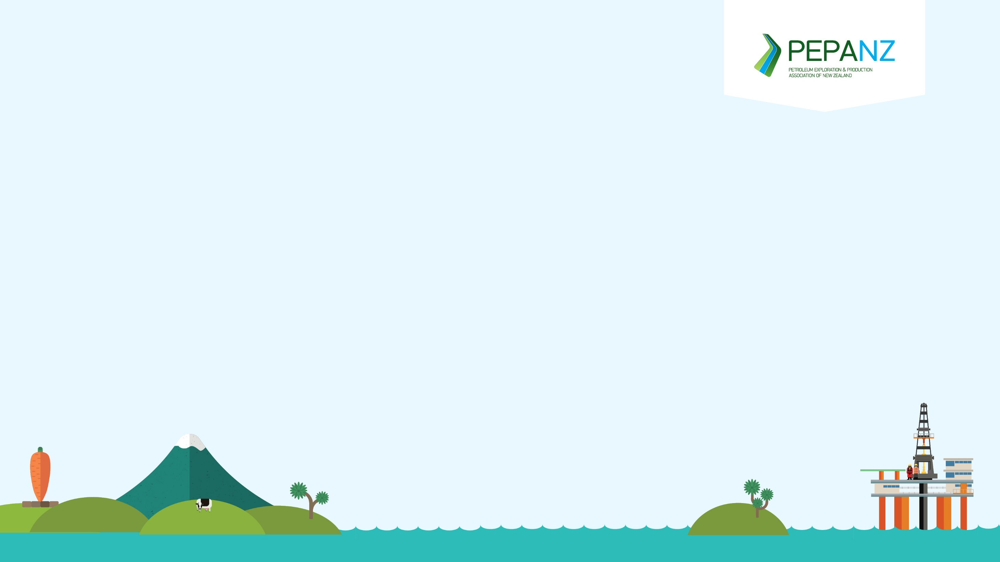 PEPANZ
PETROLEUM EXPLORATION & PRODUCTION
ASSOCIATION OF NEW ZEALAND